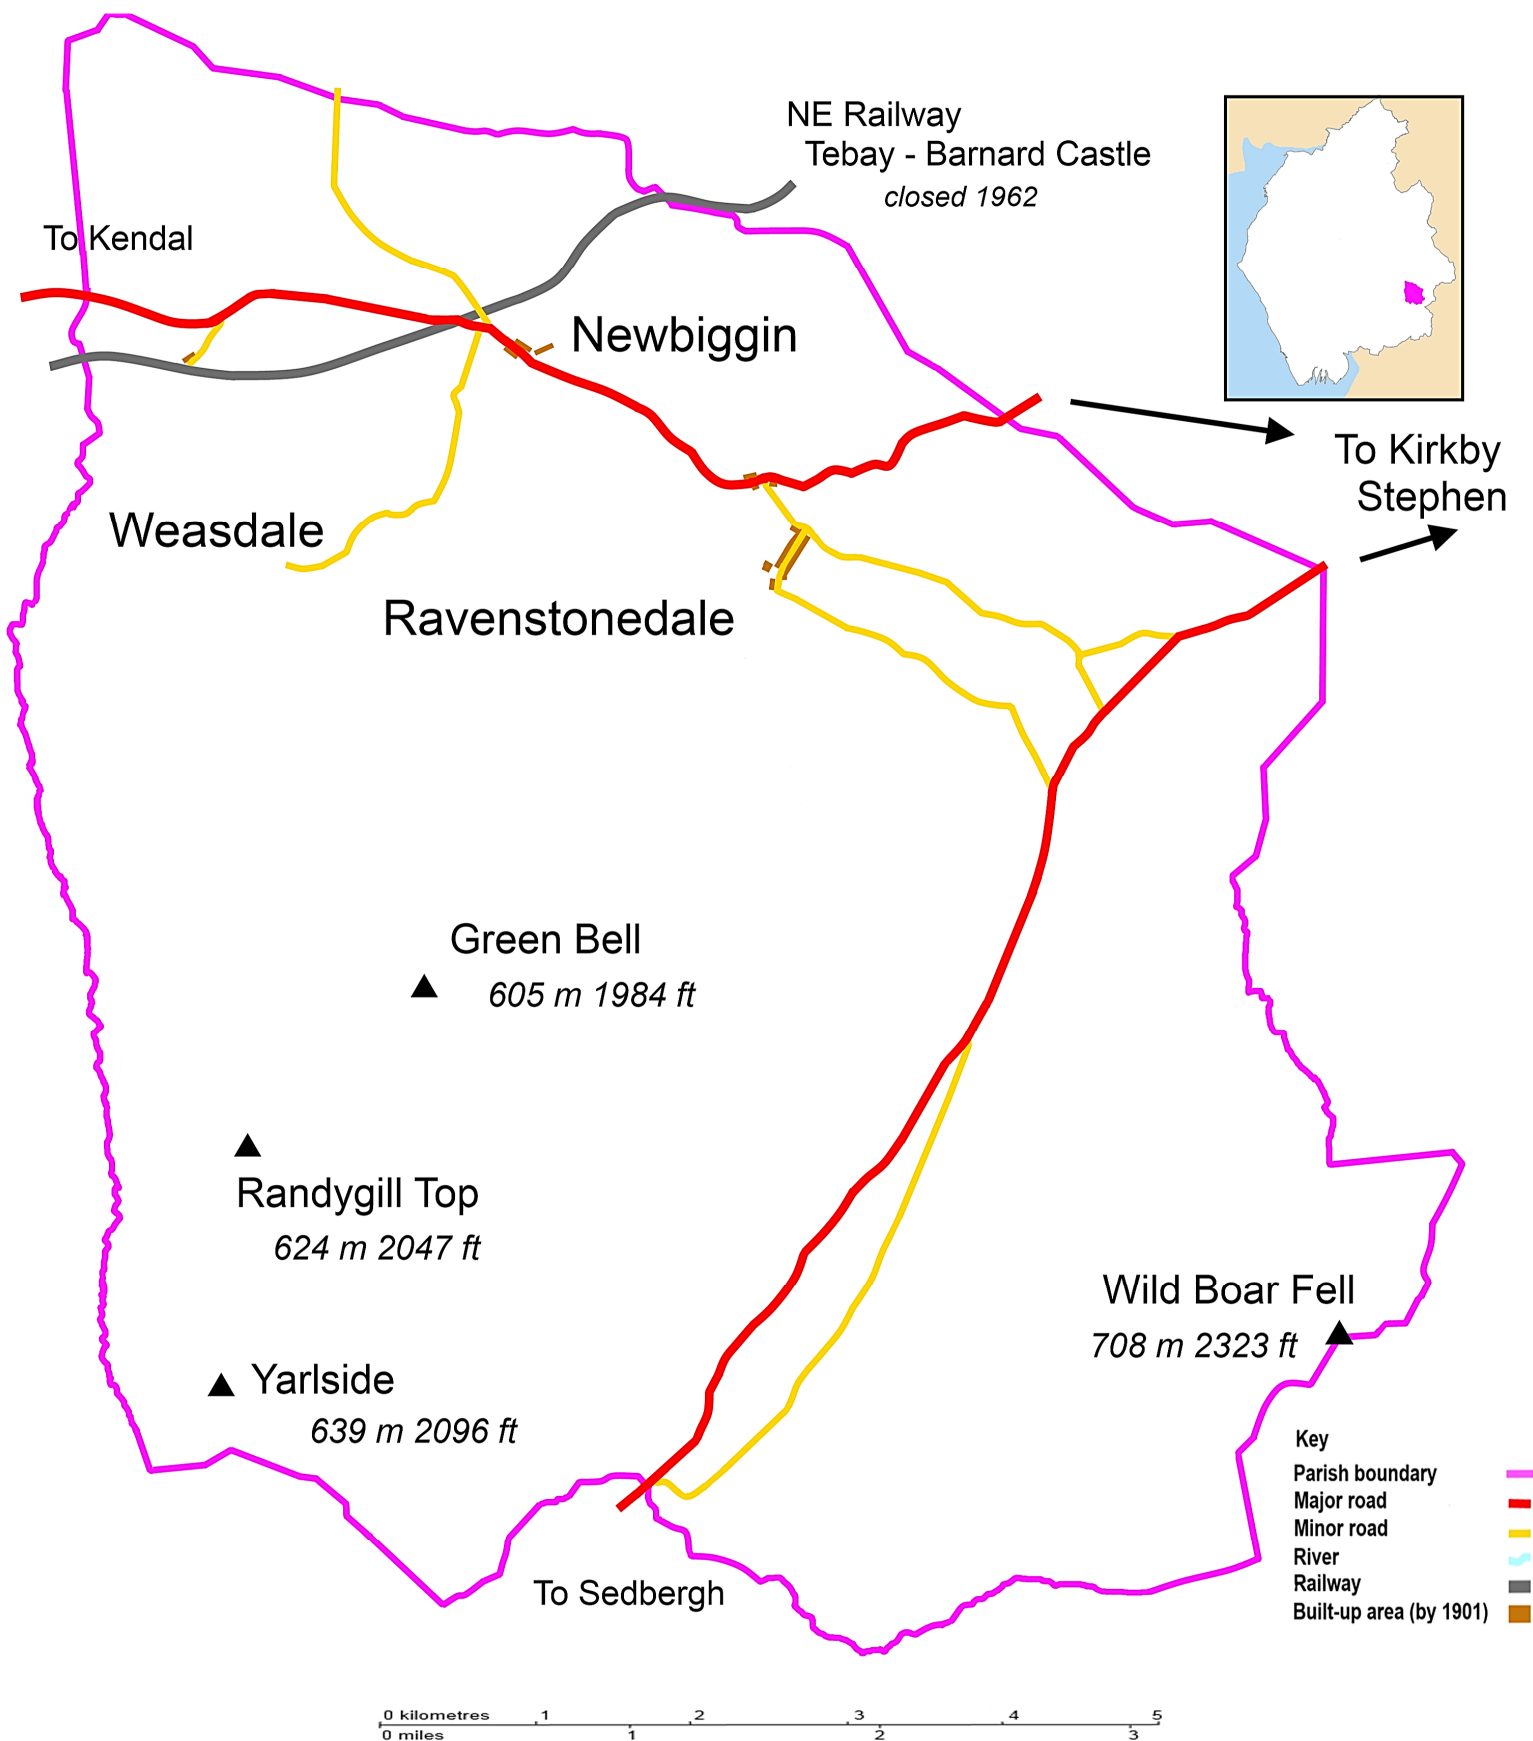 NE Railway
Tebay - Barnard Castle
closed 1962
To Kendal
Newbiggin
To Kirkby
Stephen
Weasdale
Ravenstonedale
Green Bell
605 m 1984 ft
Randygill Top
624 m 2047 ft
Wild Boar Fell
708 m 2323 ft
Yarlside
639 m 2096 ft
Key
Parish boundary
Major road
Minor road
River
Railway
Built-up area (by 1901)
To Sedbergh
0 kilometres 1 2 3 4 5
0 miles 1 2 3